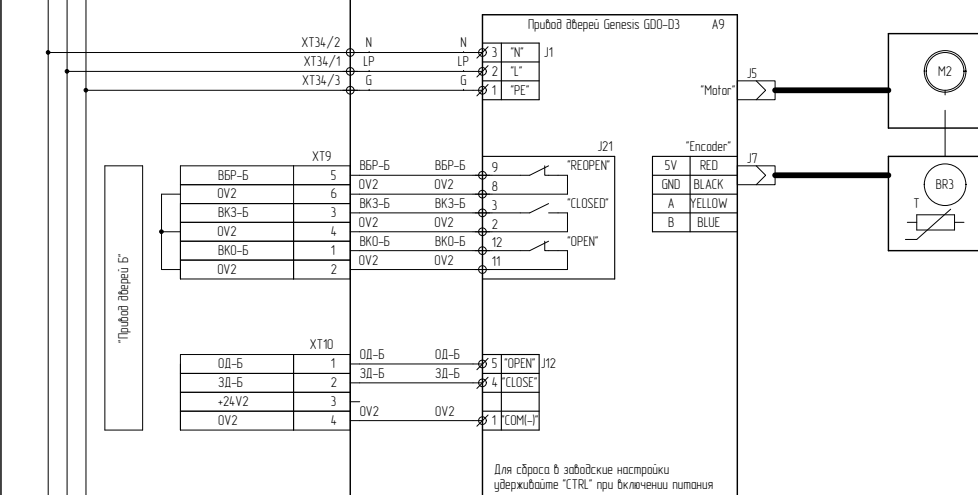 Привод дверей Genesis GDO-D3 A9
XT34/2 N N 3 "N" J1
XT34/1 LP LP 2 "L"
XT34/3 G G 1 "PE"
"Motor" J5
M2
"Привод дверей Б"
XT9
ВБР-Б 5 ВБР-Б ВБР-Б 9 "REOPEN" J21
0V2 6 0V2 0V2 8
ВКЗ-Б 3 ВКЗ-Б ВКЗ-Б 3 "CLOSED"
0V2 4 0V2 0V2 2
ВКО-Б 1 ВКО-Б ВКО-Б 12 "OPEN"
0V2 2 0V2 0V2 11
"Encoder" J7
5V RED
GND BLACK
A YELLOW
B BLUE
BR3
T
XT10
ОД-Б 1 ОД-Б ОД-Б 5 "OPEN" J12
ЗД-Б 2 ЗД-Б ЗД-Б 4 "CLOSE"
+24V2 3
0V2 4 0V2 0V2 1 "COM(-)"
Для сброса в заводские настройки
удерживайте "CTRL" при включении питания